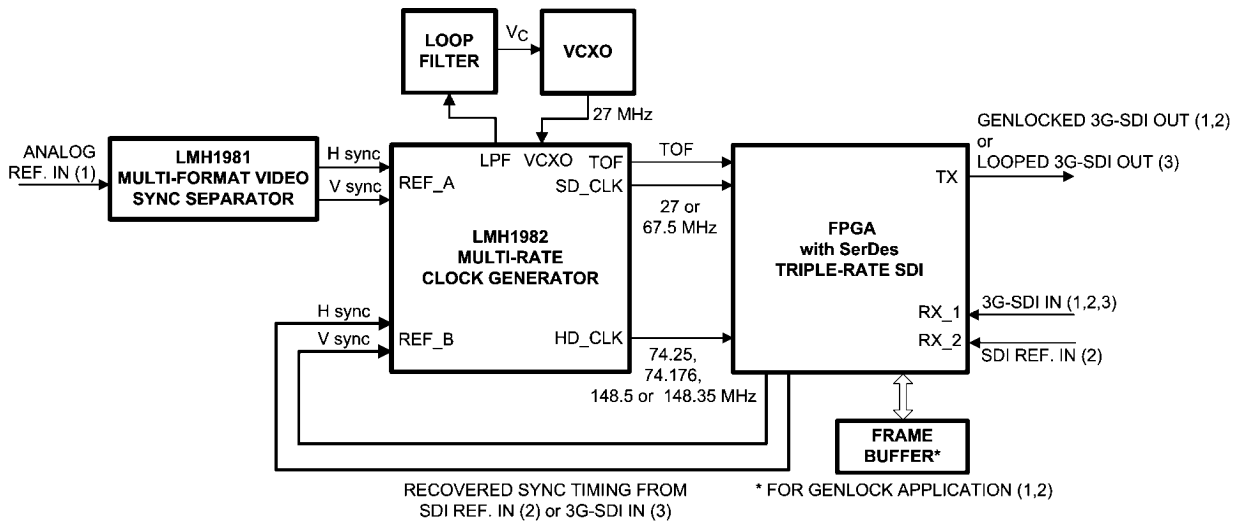 LOOP
FILTER
VC
VCXO
27 MHz
ANALOG
REF. IN (1)
LMH1981
MULTI-FORMAT VIDEO
SYNC SEPARATOR
H sync
V sync
LPF VCXO
REF_A
TOF
SD_CLK
LMH1982
MULTI-RATE
CLOCK GENERATOR
H sync
V sync
REF_B
HD_CLK
TOF
27 or
67.5 MHz
74.25,
74.176,
148.5 or 148.35 MHz
TX
FPGA
with SerDes
TRIPLE-RATE SDI
RX_1
RX_2
GENLOCKED 3G-SDI OUT (1,2)
or
LOOPED 3G-SDI OUT (3)
3G-SDI IN (1,2,3)
SDI REF. IN (2)
FRAME
BUFFER*
RECOVERED SYNC TIMING FROM
SDI REF. IN (2) or 3G-SDI IN (3)
* FOR GENLOCK APPLICATION (1,2)